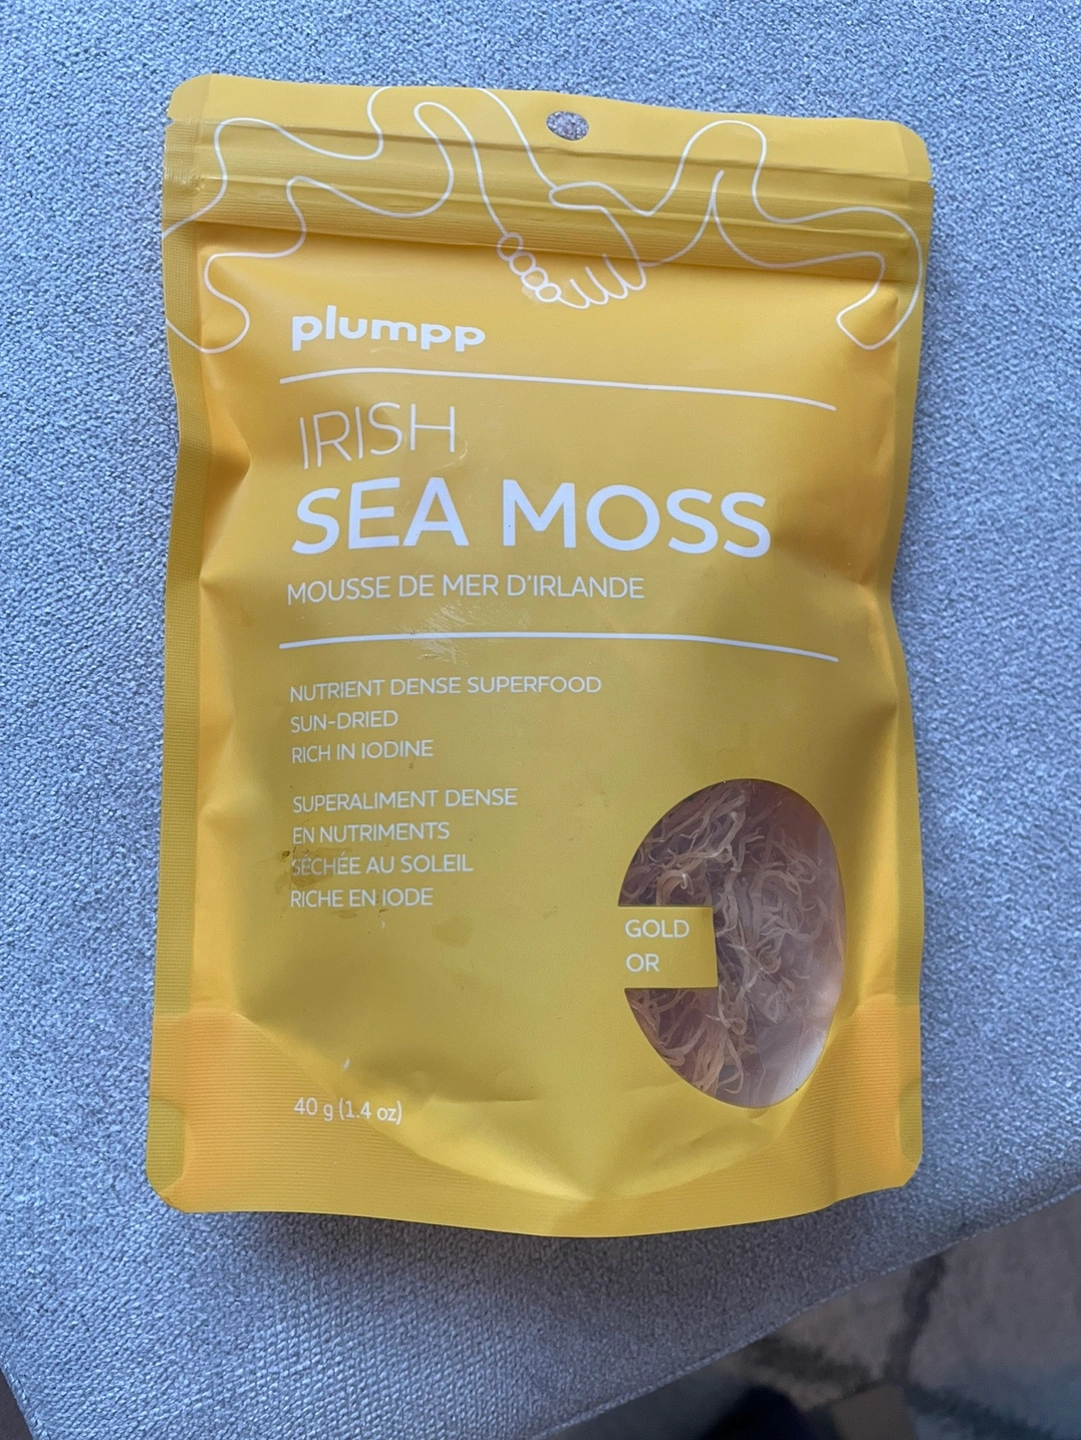 plumpp
IRISH
SEA MOSS
MOUSSE DE MER D'IRLANDE
NUTRIENT DENSE SUPERFOOD
SUN-DRIED
RICH IN IODINE
SUPERALIMENT DENSE
EN NUTRIMENTS
SÉCHÉE AU SOLEIL
RICHE EN IODE
GOLD
OR
40 g (1.4 oz)